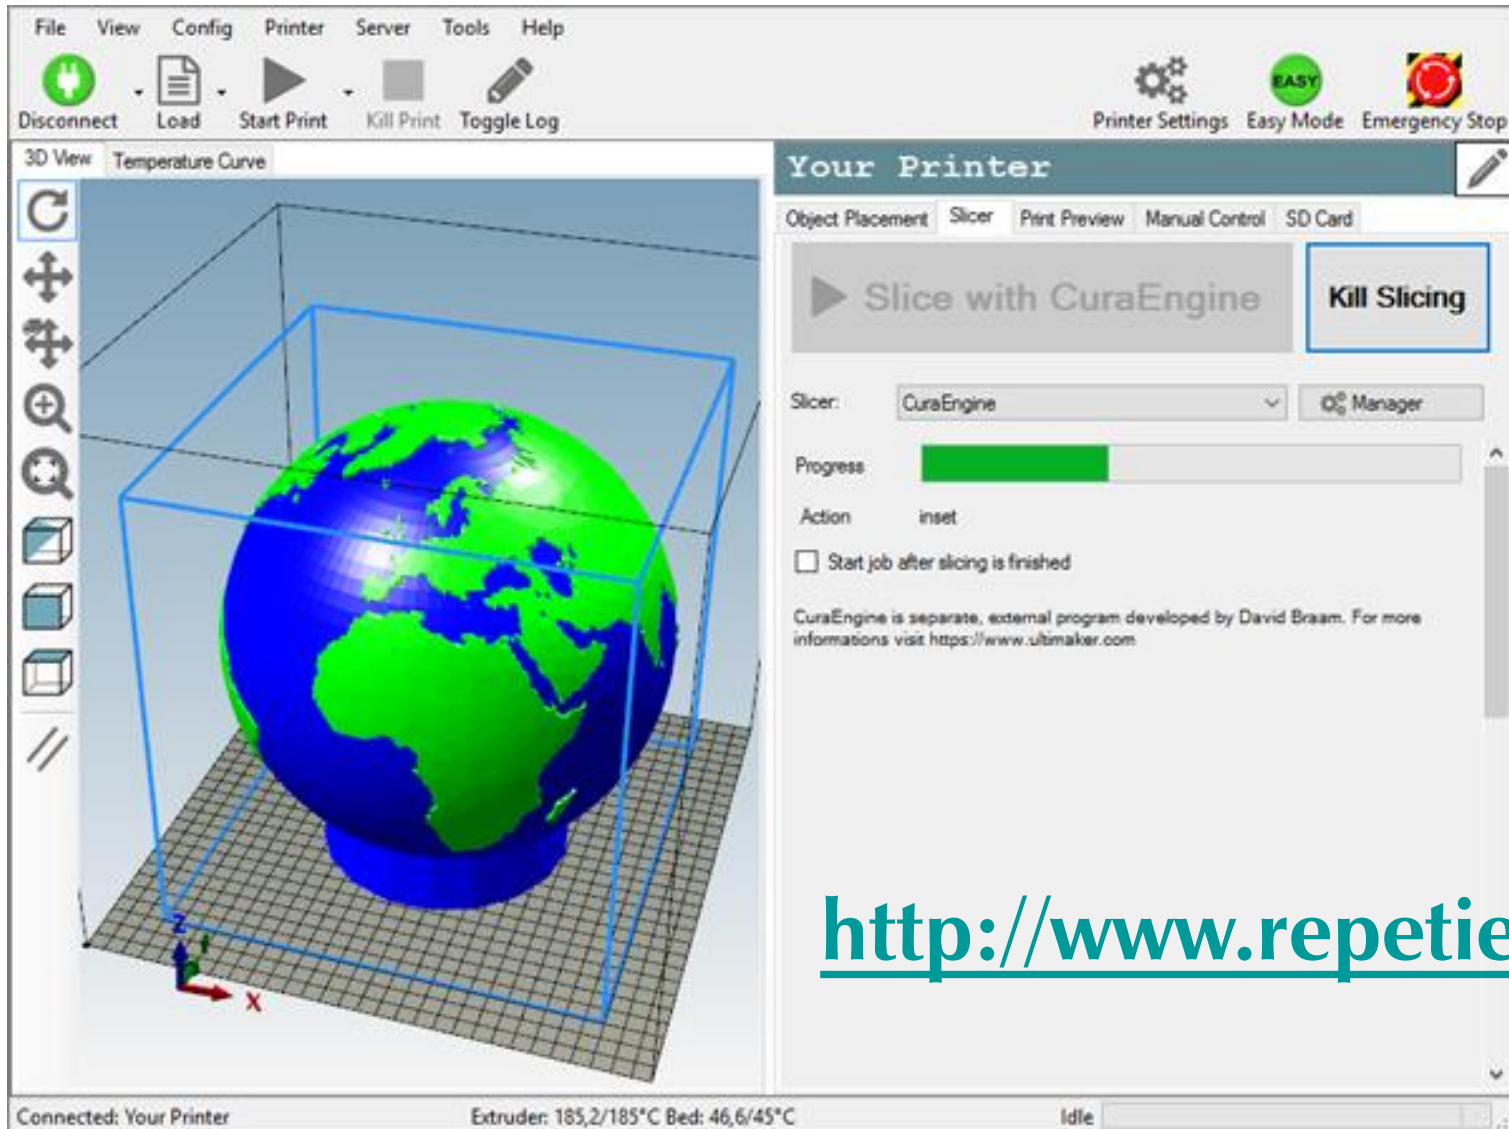 File View Config Printer Server Tools Help
Disconnect Load Start Print Kill Print Toggle Log Printer Settings EASY Easy Mode Emergency Stop
3D View Temperature Curve
Your Printer
Object Placement Slicer Print Preview Manual Control SD Card
Slice with CuraEngine Kill Slicing
Slicer: CuraEngine Manager
Progress
Action inset
Start job after slicing is finished
CuraEngine is separate, external program developed by David Braam. For more
informations visit https://www.ultimaker.com
http://www.repetie
Z
X
Connected: Your Printer Extruder: 185,2/185°C Bed: 46,6/45°C Idle